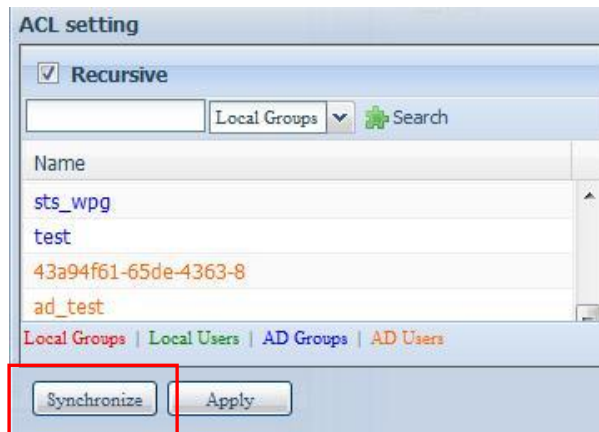 ACL setting
Recursive
Local Groups Search
Name
sts_wpg
test
43a94f61-65de-4363-8
ad_test
Local Groups | Local Users | AD Groups | AD Users
Synchronize Apply